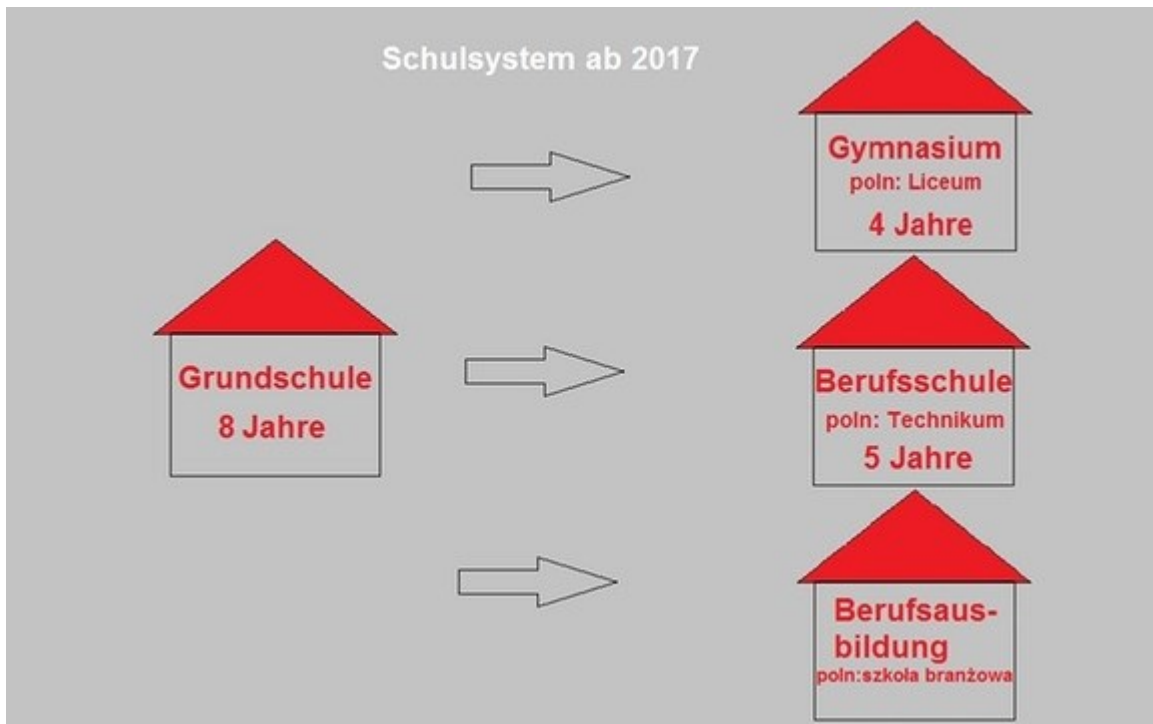 Schulsystem ab 2017
Grundschule
8 Jahre
Gymnasium
poln: Liceum
4 Jahre
Berufsschule
poln: Technikum
5 Jahre
Berufsaus-
bildung
poln:szkoła branżowa